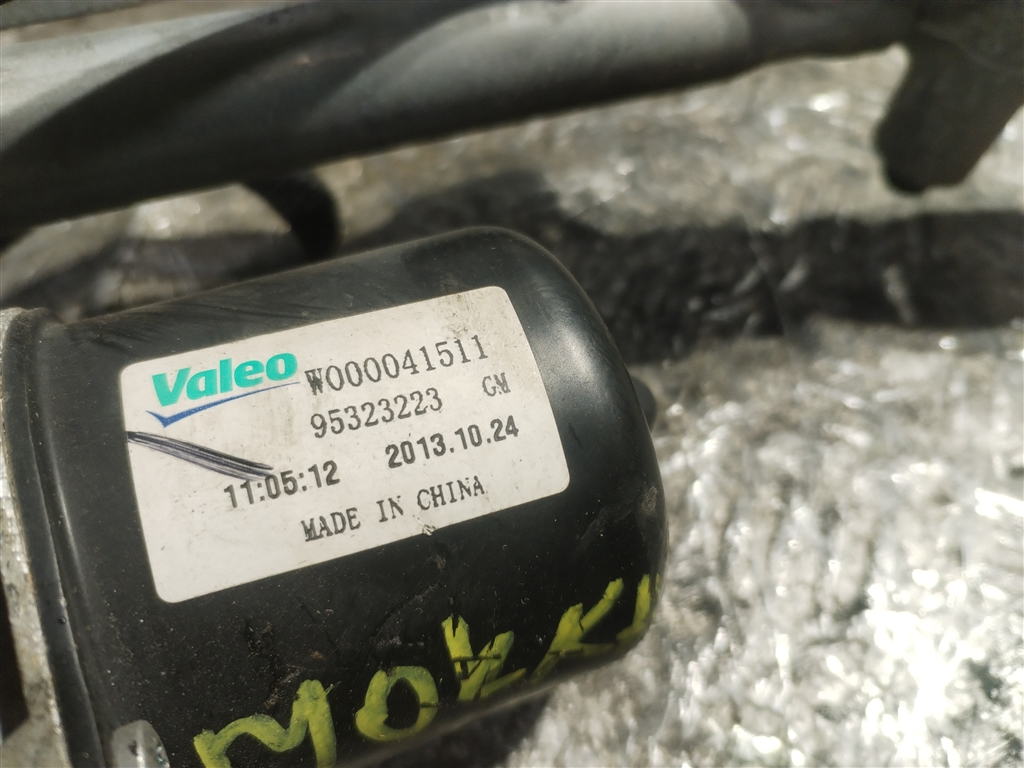 Valeo W000041511
95323223 GM
11:05:12 2013.10.24
MADE IN CHINA